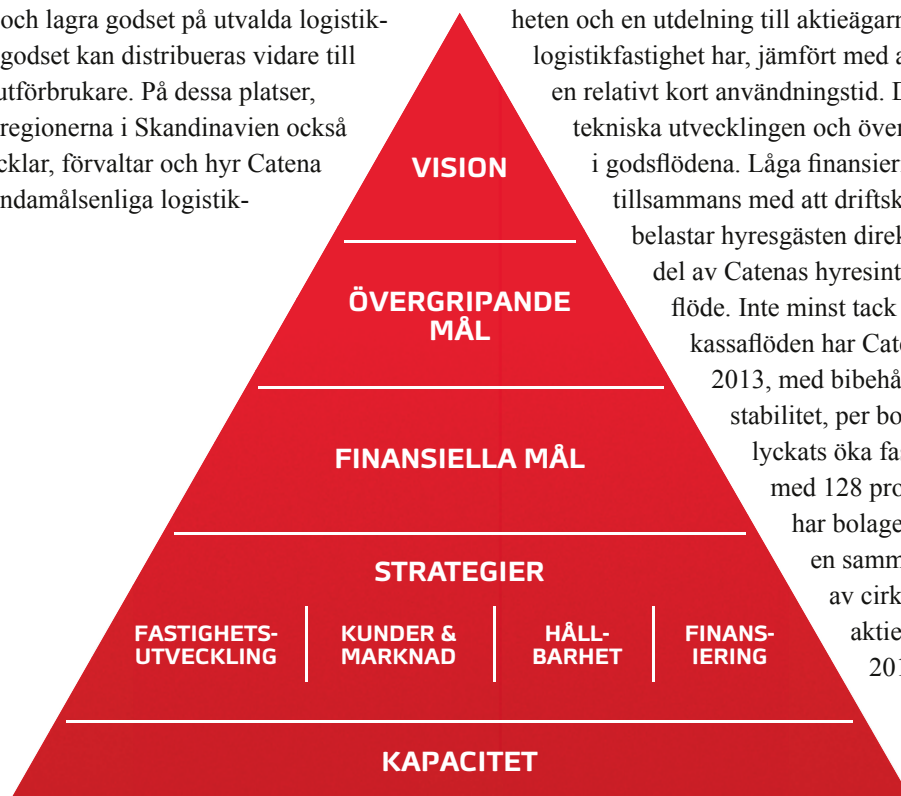 och lagra godset på utvalda logistik-
godset kan distribueras vidare till
utförbrukare. På dessa platser,
regionerna i Skandinavien också
cklar, förvaltar och hyr Catena
ndamålsenliga logistik-
VISION
ÖVERGRIPANDE
MÅL
FINANSIELLA MÅL
STRATEGIER
FASTIGHETS-
UTVECKLING
KUNDER &
MARKNAD
HÅLL-
BARHET
FINANS-
IERING
KAPACITET
heten och en utdelning till aktieägarn
logistikfastighet har, jämfört med a
en relativt kort användningstid. D
tekniska utvecklingen och över
i godsflödena. Låga finansieri
tillsammans med att driftsk
belastar hyresgästen direk
del av Catenas hyresint
flöde. Inte minst tack
kassaflöden har Cate
2013, med bibehå
stabilitet, per bo
lyckats öka fas
med 128 pro
har bolage
en samm
av cirk
aktie
201